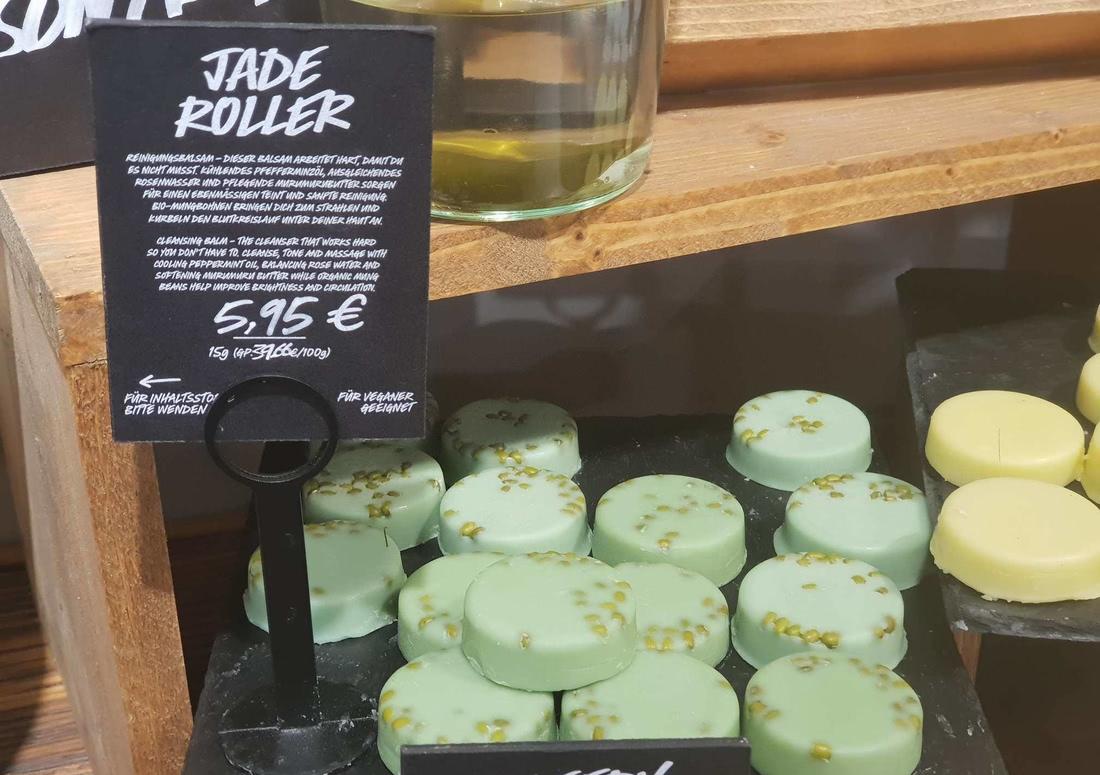 JADE
ROLLER
REINIGUNGSBALSAM – DIESER BALSAM ARBEITET HART, DAMIT DU
ES NICHT MUSST. KÜHLENDES PFEFFERMINZÖL, AUSGLEICHENDES
ROSENWASSER UND PFLEGENDE MURUMURUBUTTER SORGEN
FÜR EINEN EBENMÄSSIGEN TEINT UND SANFTE REINIGUNG.
BIO-MUNGBOHNEN BRINGEN DICH ZUM STRAHLEN UND
KURBELN DEN BLUTKREISLAUF UNTER DEINER HAUT AN.
CLEANSING BALM – THE CLEANSER THAT WORKS HARD
SO YOU DON'T HAVE TO. CLEANSE, TONE AND MASSAGE WITH
COOLING PEPPERMINT OIL, BALANCING ROSE WATER AND
SOFTENING MURUMURU BUTTER WHILE ORGANIC MUNG
BEANS HELP IMPROVE BRIGHTNESS AND CIRCULATION.
5,95 €
15g (GP: 39,66€/100g)
←
FÜR INHALTSSTO
BITTE WENDEN
FÜR VEGANER
GEEIGNET